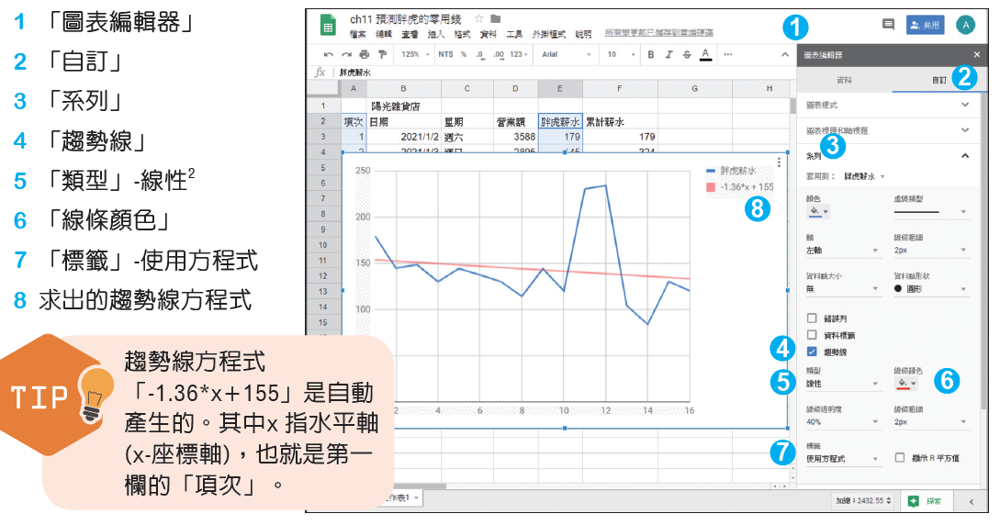 1 「圖表編輯器」
2 「自訂」
3 「系列」
4 「趨勢線」
5 「類型」-線性2
6 「線條顏色」
7 「標籤」-使用方程式
8 求出的趨勢線方程式
TIP
趨勢線方程式
「-1.36*x＋155」是自動
產生的。其中x 指水平軸
(x-座標軸)，也就是第一
欄的「項次」。
ch11 預測胖虎的零用錢
檔案 編輯 查看 插入 格式 資料 工具 外掛程式 說明 所有變更都已儲存到雲端硬碟
1
共用
A
125% NT$ % .0 .00 123 Arial 10 B I S A ...
fx 胖虎薪水
A B C D E F G H
1 陽光雜貨店
2 項次 日期 星期 營業額 胖虎薪水 累計薪水
3 1 2021/1/2 週六 3588 179 179
4
5
6
7
8
9
10
11
12
13
14
15
250
200
150
100
2 4 6 8 10 12 14 16
胖虎薪水
-1.36*x + 155
8
圖表編輯器 ×
資料 自訂 2
圖表樣式
圖表標題和軸標題
3
系列
套用到： 胖虎薪水
顏色 虛線類型
軸 線條粗細
左軸 2px
資料點大小 資料點形狀
無 圓形
錯誤列
資料標籤
4 趨勢線
類型 線條顏色
5 線性 6
線條透明度 線條粗細
40% 2px
標籤
7 使用方程式 顯示 R 平方值
作表1
加總：2432.55 探索